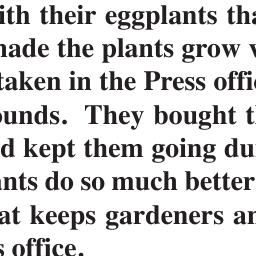 ith their eggplants tha
made the plants grow
taken in the Press offi
ounds. They bought t
d kept them going du
ants do so much better
at keeps gardeners an
s office.